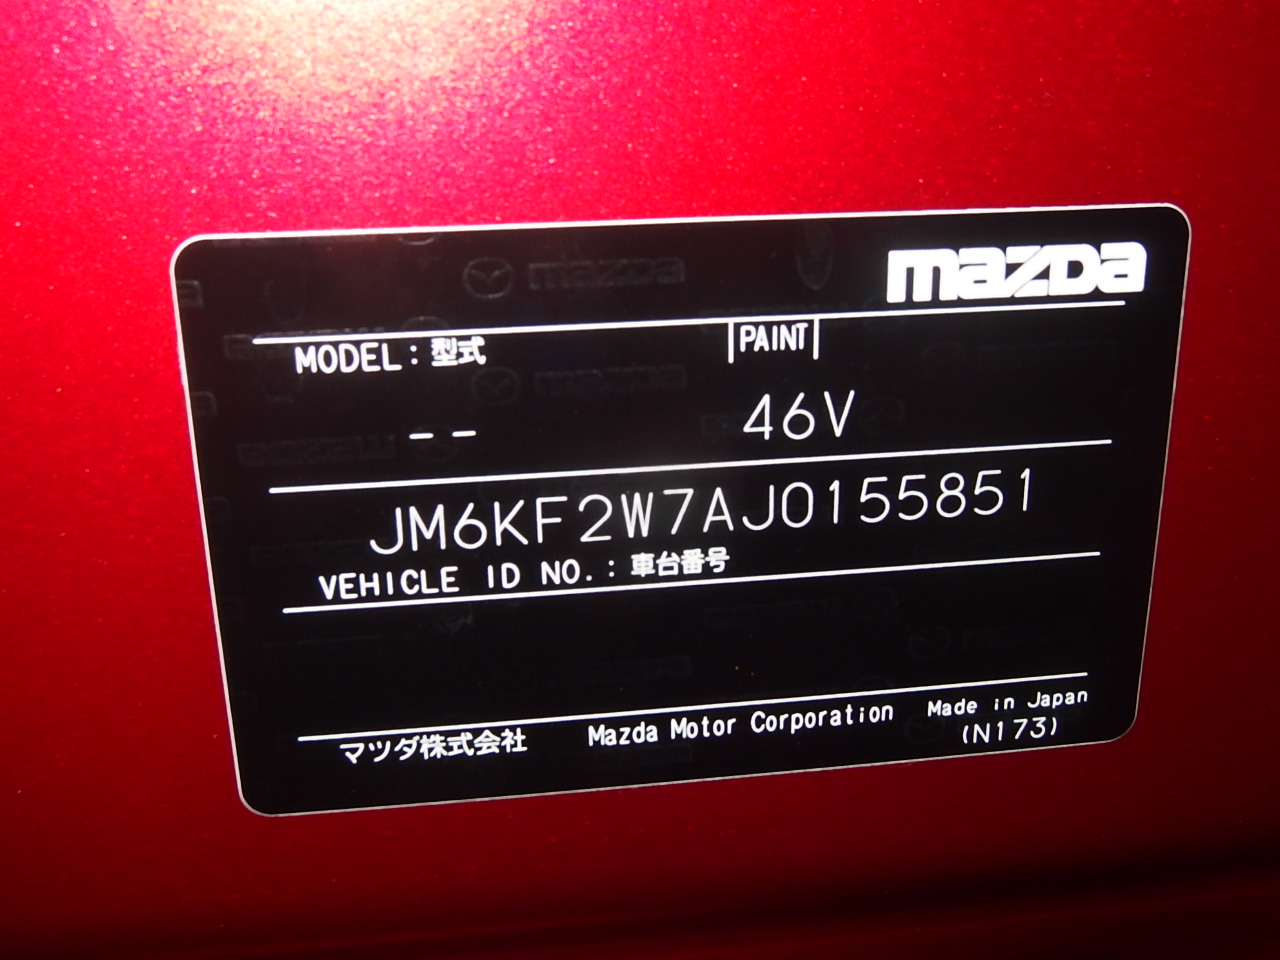 mazda
MODEL：型式
PAINT
-- 46V
JM6KF2W7AJ0155851
VEHICLE ID NO.：車台番号
マツダ株式会社 Mazda Motor Corporation Made in Japan
(N173)